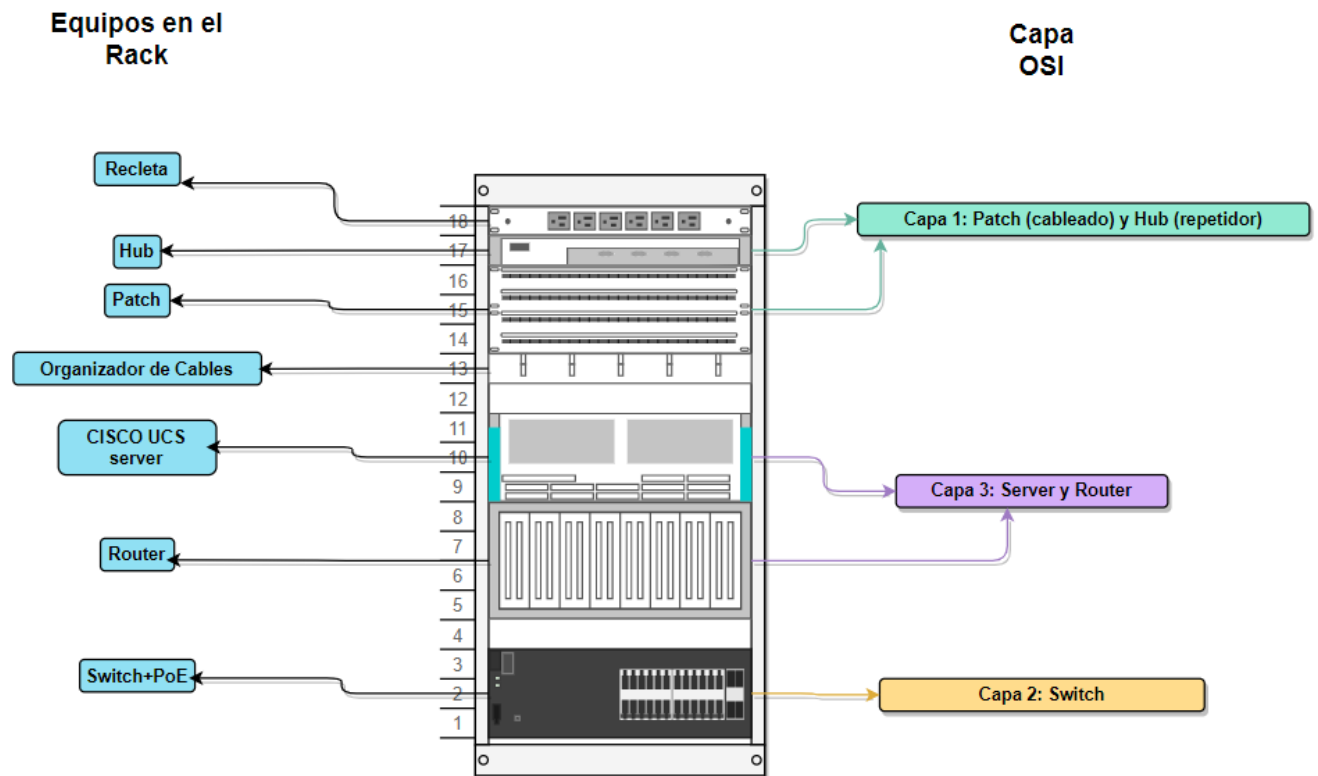 Equipos en el
Rack
Capa
OSI
Recleta
18
Capa 1: Patch (cableado) y Hub (repetidor)
Hub
17
16
Patch
15
14
Organizador de Cables
13
12
CISCO UCS
server
11
10
9
Capa 3: Server y Router
8
Router
7
6
5
4
Switch+PoE
3
2
Capa 2: Switch
1